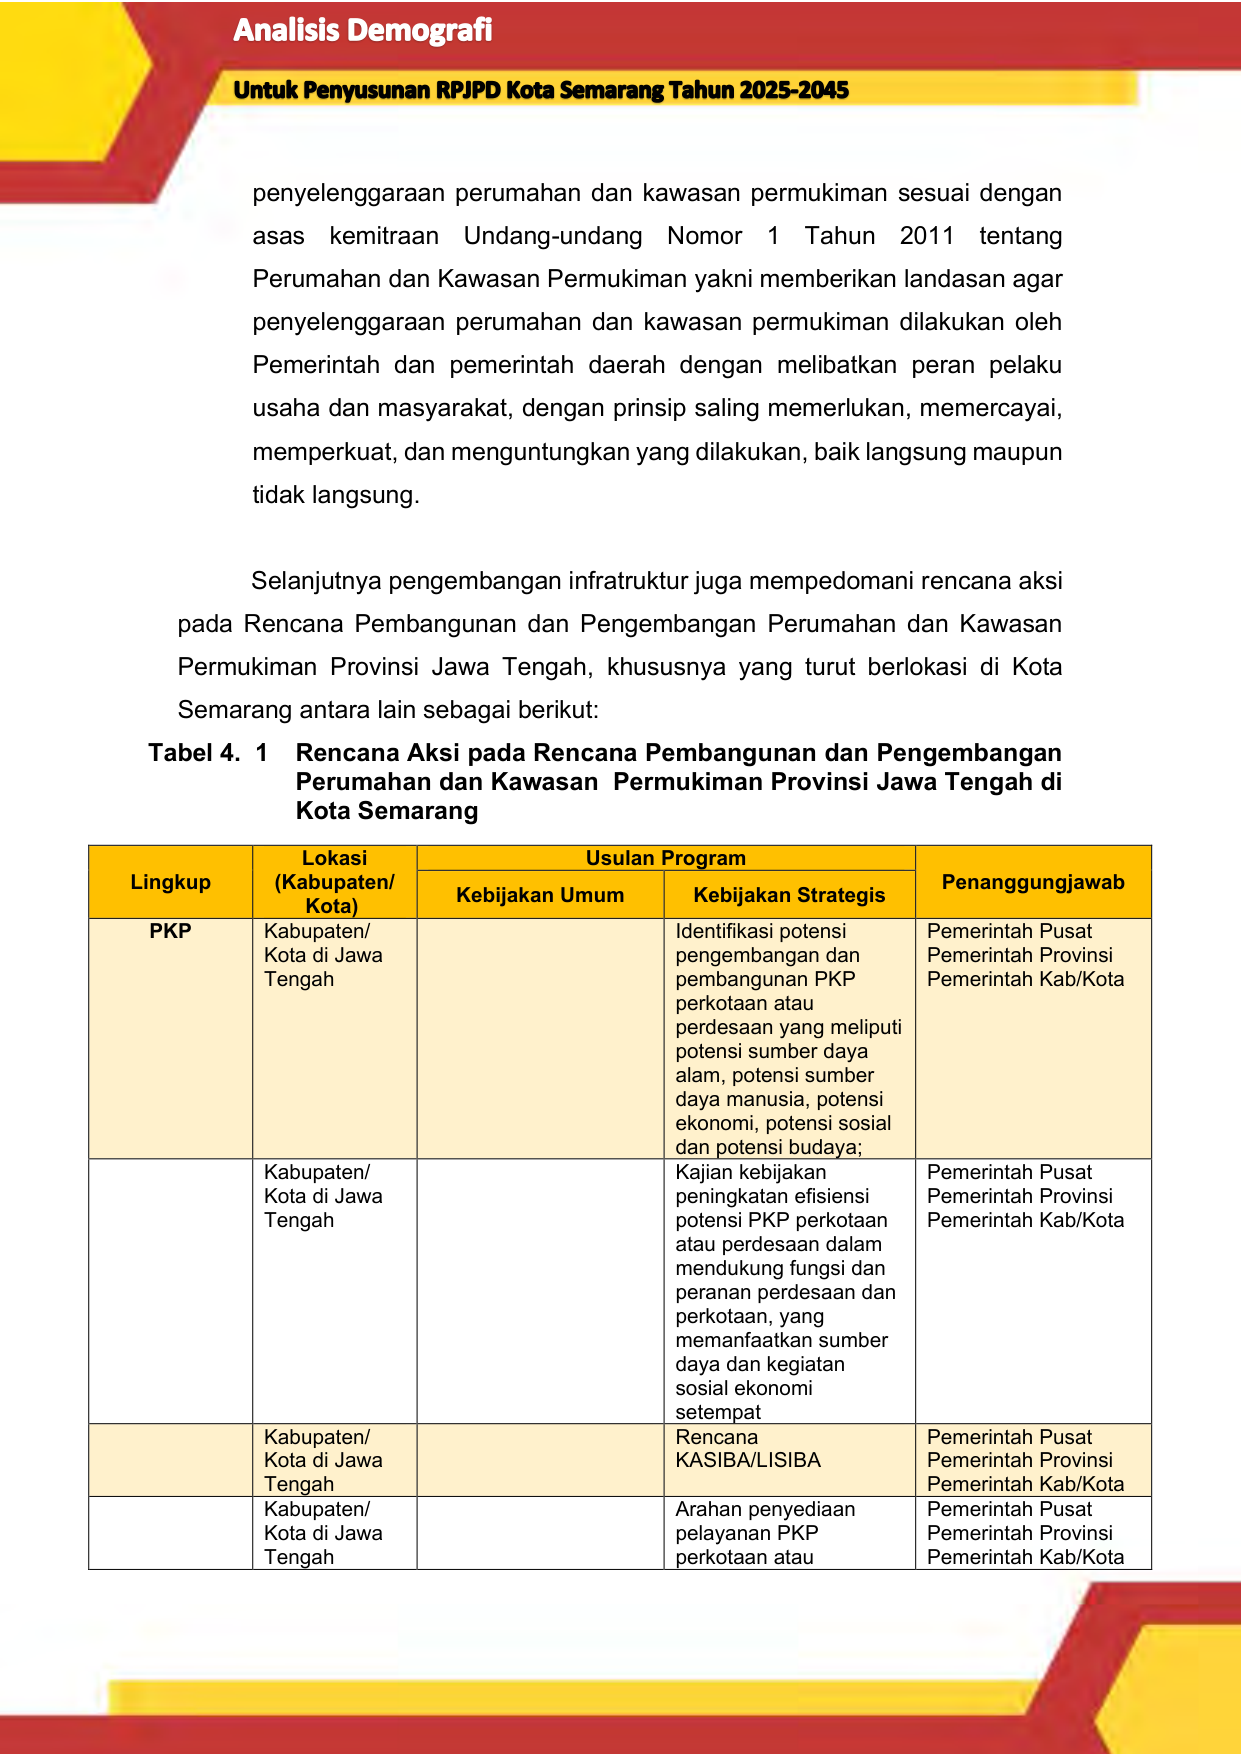 Analisis Demografi
Untuk Penyusunan RPJPD Kota Semarang Tahun 2025-2045
penyelenggaraan perumahan dan kawasan permukiman sesuai dengan
asas kemitraan Undang-undang Nomor 1 Tahun 2011 tentang
Perumahan dan Kawasan Permukiman yakni memberikan landasan agar
penyelenggaraan perumahan dan kawasan permukiman dilakukan oleh
Pemerintah dan pemerintah daerah dengan melibatkan peran pelaku
usaha dan masyarakat, dengan prinsip saling memerlukan, memercayai,
memperkuat, dan menguntungkan yang dilakukan, baik langsung maupun
tidak langsung.
Selanjutnya pengembangan infratruktur juga mempedomani rencana aksi
pada Rencana Pembangunan dan Pengembangan Perumahan dan Kawasan
Permukiman Provinsi Jawa Tengah, khususnya yang turut berlokasi di Kota
Semarang antara lain sebagai berikut:
Tabel 4. 1 Rencana Aksi pada Rencana Pembangunan dan Pengembangan
Perumahan dan Kawasan Permukiman Provinsi Jawa Tengah di
Kota Semarang
Lingkup
Lokasi
(Kabupaten/
Kota)
Usulan Program
Kebijakan Umum
Kebijakan Strategis
Penanggungjawab
PKP
Kabupaten/
Kota di Jawa
Tengah
Identifikasi potensi
pengembangan dan
pembangunan PKP
perkotaan atau
perdesaan yang meliputi
potensi sumber daya
alam, potensi sumber
daya manusia, potensi
ekonomi, potensi sosial
dan potensi budaya;
Pemerintah Pusat
Pemerintah Provinsi
Pemerintah Kab/Kota
Kabupaten/
Kota di Jawa
Tengah
Kajian kebijakan
peningkatan efisiensi
potensi PKP perkotaan
atau perdesaan dalam
mendukung fungsi dan
peranan perdesaan dan
perkotaan, yang
memanfaatkan sumber
daya dan kegiatan
sosial ekonomi
setempat
Pemerintah Pusat
Pemerintah Provinsi
Pemerintah Kab/Kota
Kabupaten/
Kota di Jawa
Tengah
Rencana
KASIBA/LISIBA
Pemerintah Pusat
Pemerintah Provinsi
Pemerintah Kab/Kota
Kabupaten/
Kota di Jawa
Tengah
Arahan penyediaan
pelayanan PKP
perkotaan atau
Pemerintah Pusat
Pemerintah Provinsi
Pemerintah Kab/Kota